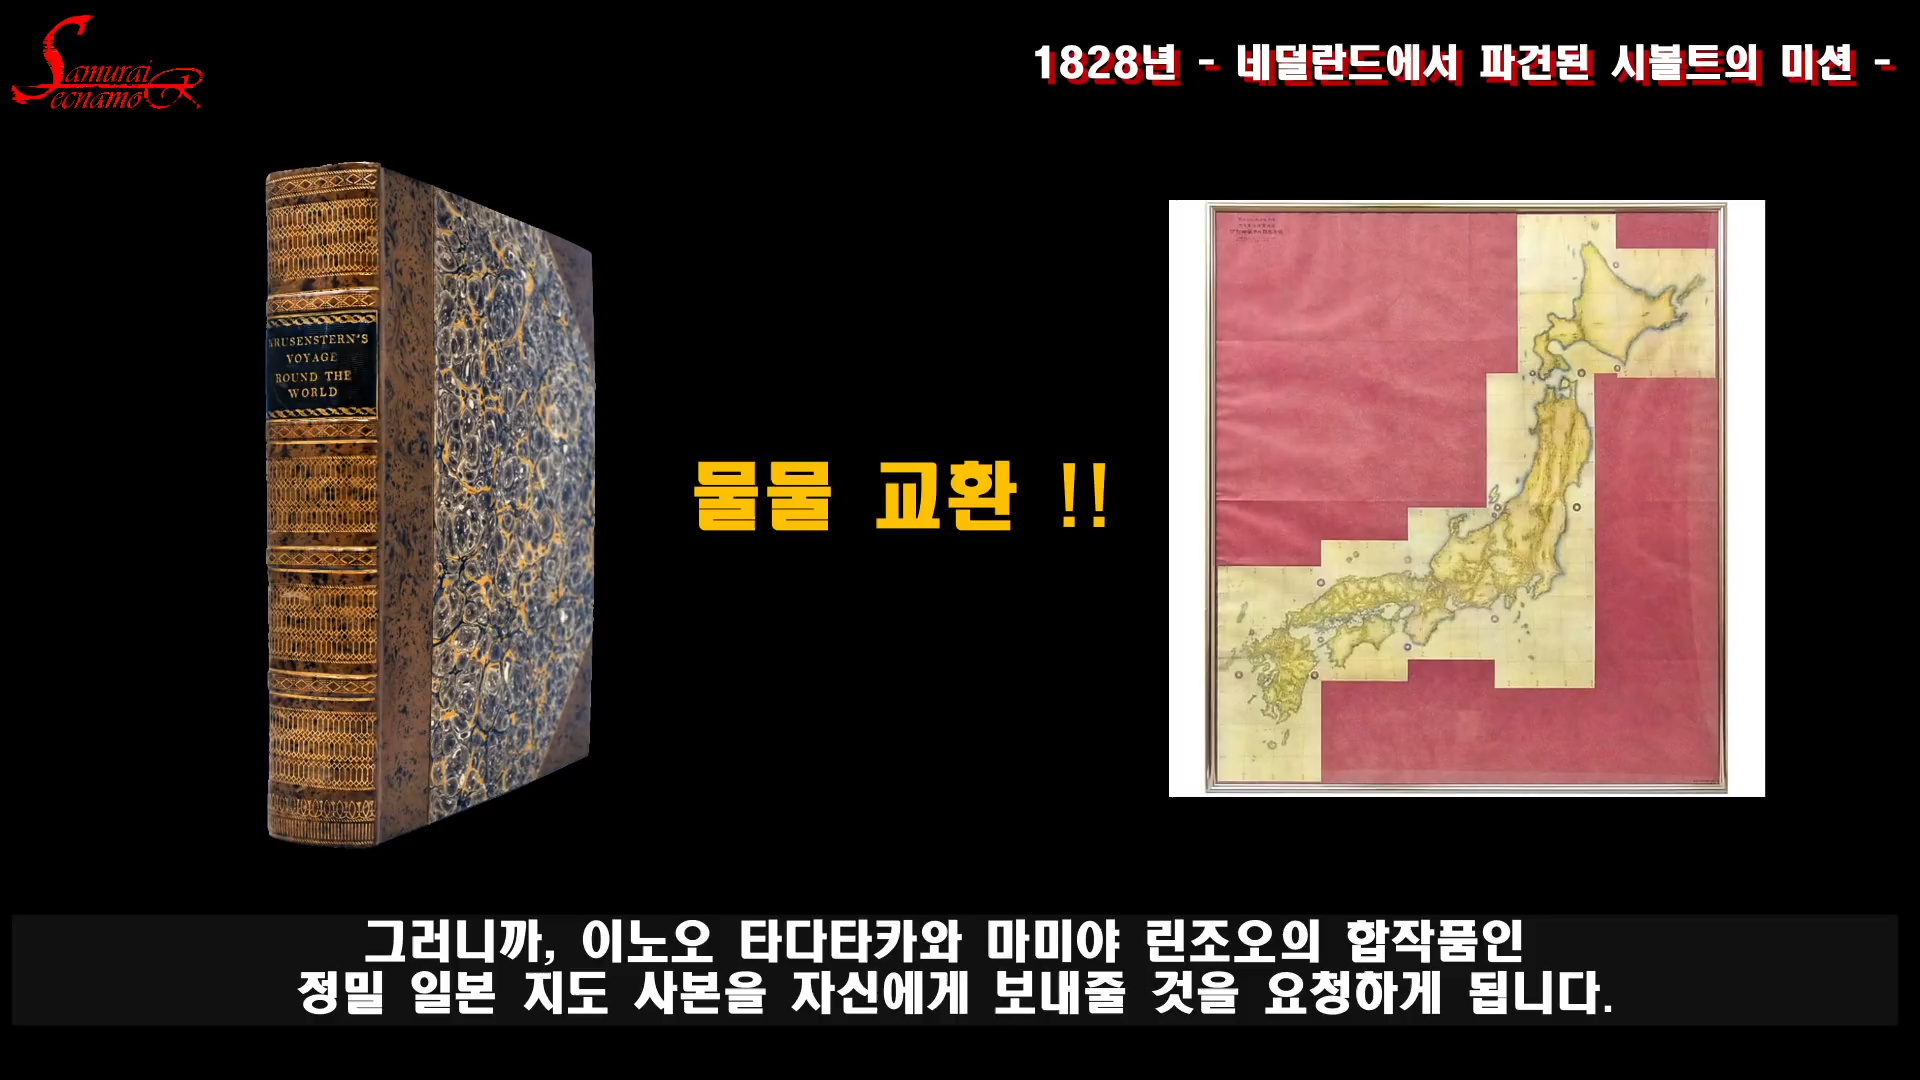 Samurai
Secnamo R.
1828년 - 네덜란드에서 파견된 시볼트의 미션 -
KRUSENSTERN'S
VOYAGE
ROUND THE
WORLD
물물 교환 !!
그러니까, 이노오 타다타카와 마미야 린조오의 합작품인
정밀 일본 지도 사본을 자신에게 보내줄 것을 요청하게 됩니다.